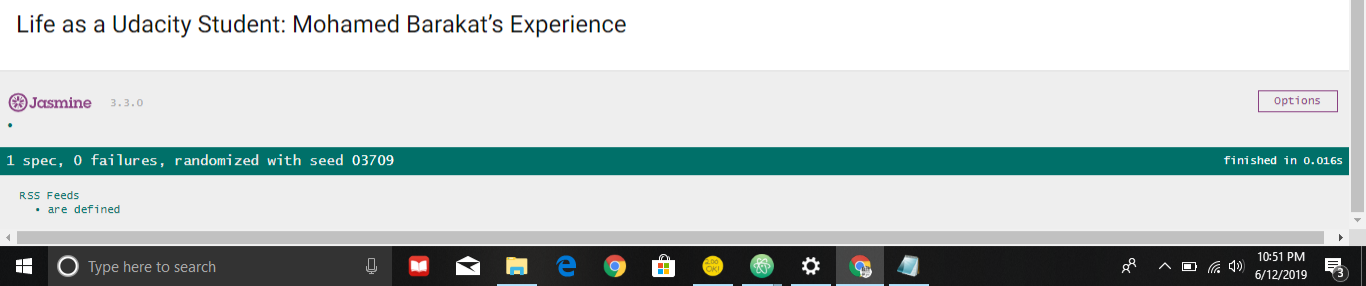 Life as a Udacity Student: Mohamed Barakat’s Experience
Jasmine 3.3.0
Options
•
1 spec, 0 failures, randomized with seed 03709
finished in 0.016s
RSS Feeds
• are defined
Type here to search
10:51 PM
6/12/2019
3